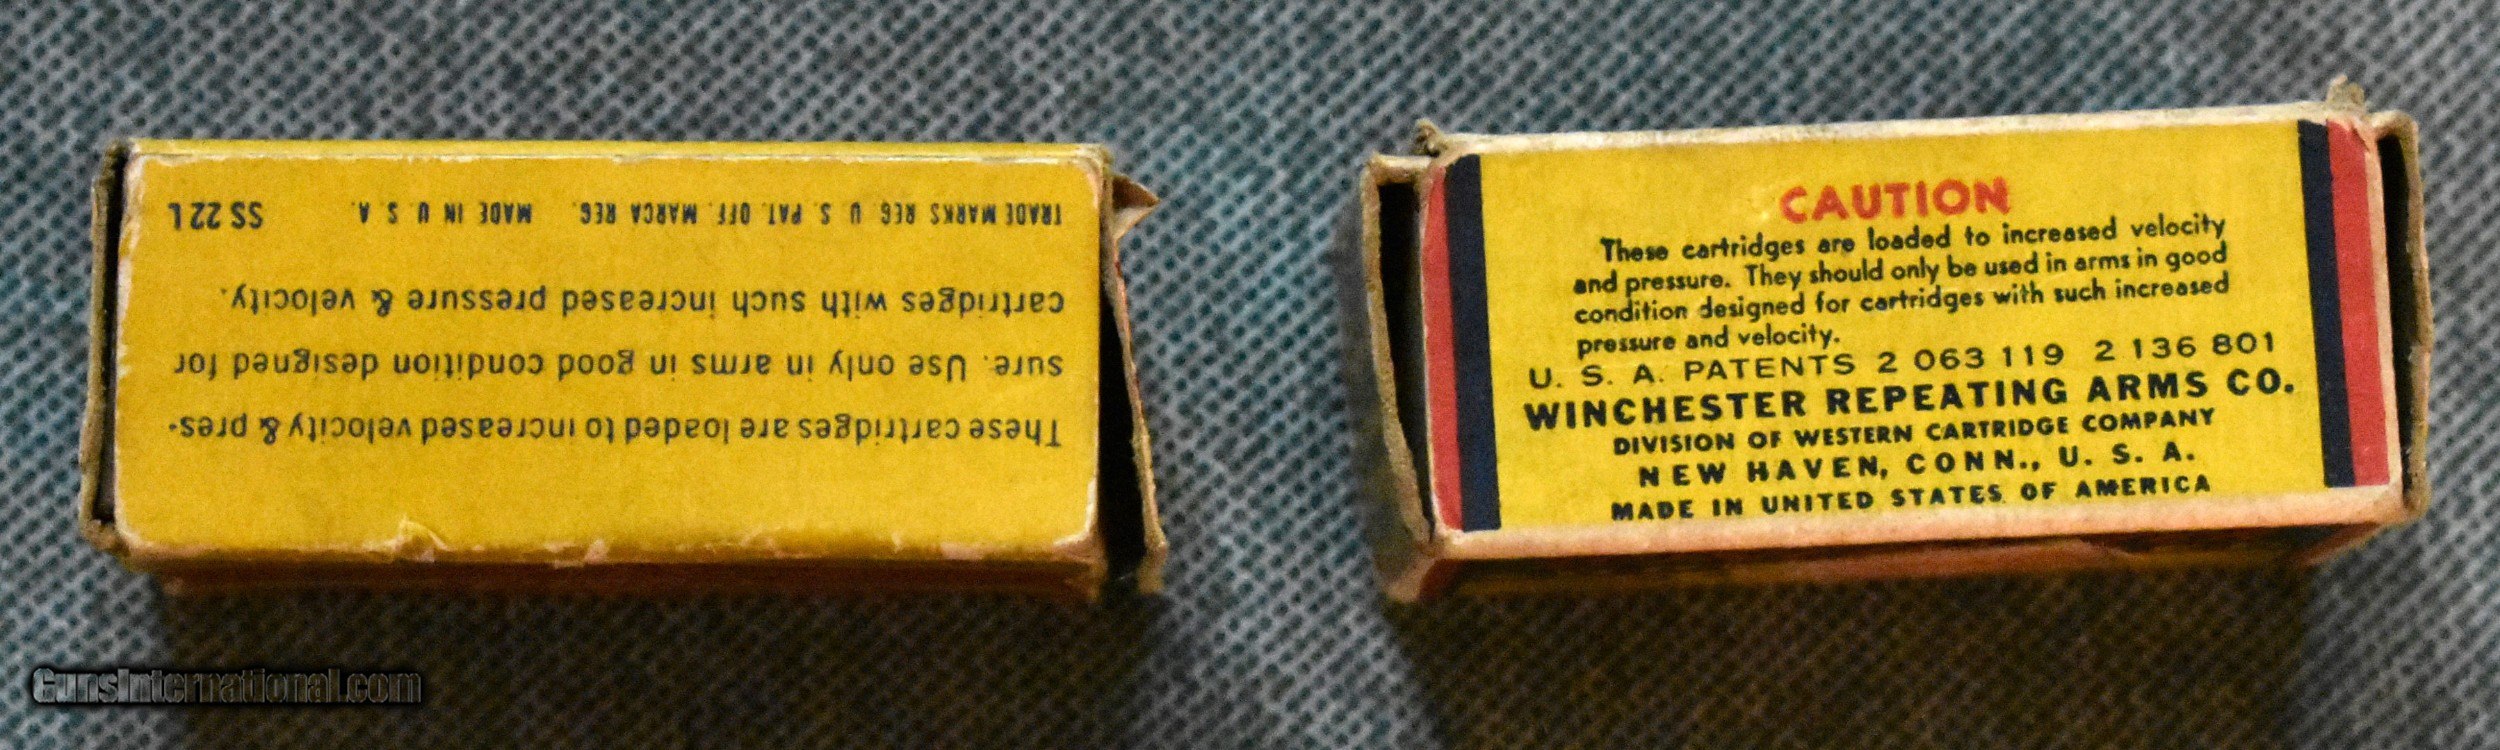 These cartridges are loaded to increased velocity & pres-
sure. Use only in arms in good condition designed for
cartridges with such increased pressure & velocity.
TRADE MARKS REG. U. S. PAT. OFF. MARCA REG. MADE IN U. S. A. SS 22 L
CAUTION
These cartridges are loaded to increased velocity
and pressure. They should only be used in arms in good
condition designed for cartridges with such increased
pressure and velocity.
U. S. A. PATENTS 2 063 119 2 136 801
WINCHESTER REPEATING ARMS CO.
DIVISION OF WESTERN CARTRIDGE COMPANY
NEW HAVEN, CONN., U. S. A.
MADE IN UNITED STATES OF AMERICA
GunsInternational.com